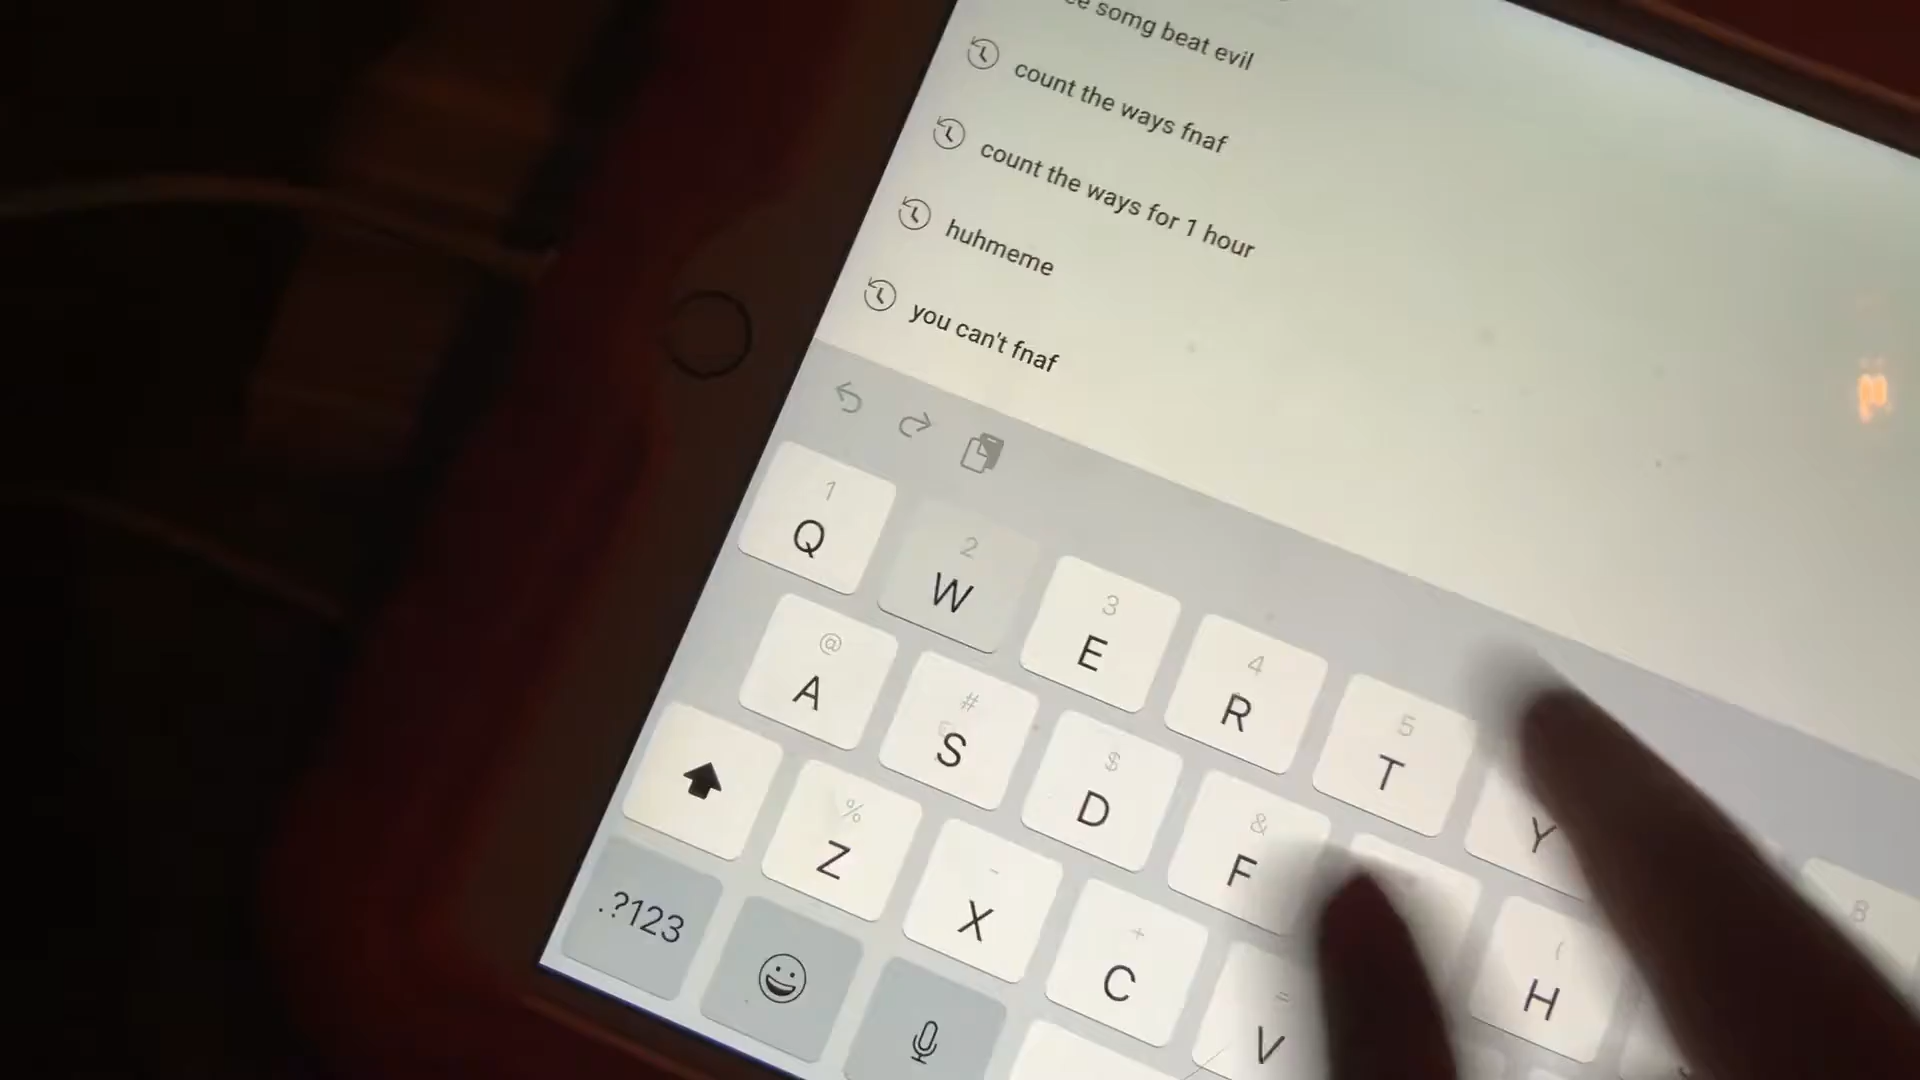 somg beat evil
count the ways fnaf
count the ways for 1 hour
huhmeme
you can't fnaf
1 2 3 4 5 8
Q W E R T Y
@ # $ & (
A S D F H
% - + =
Z X C V
.?123